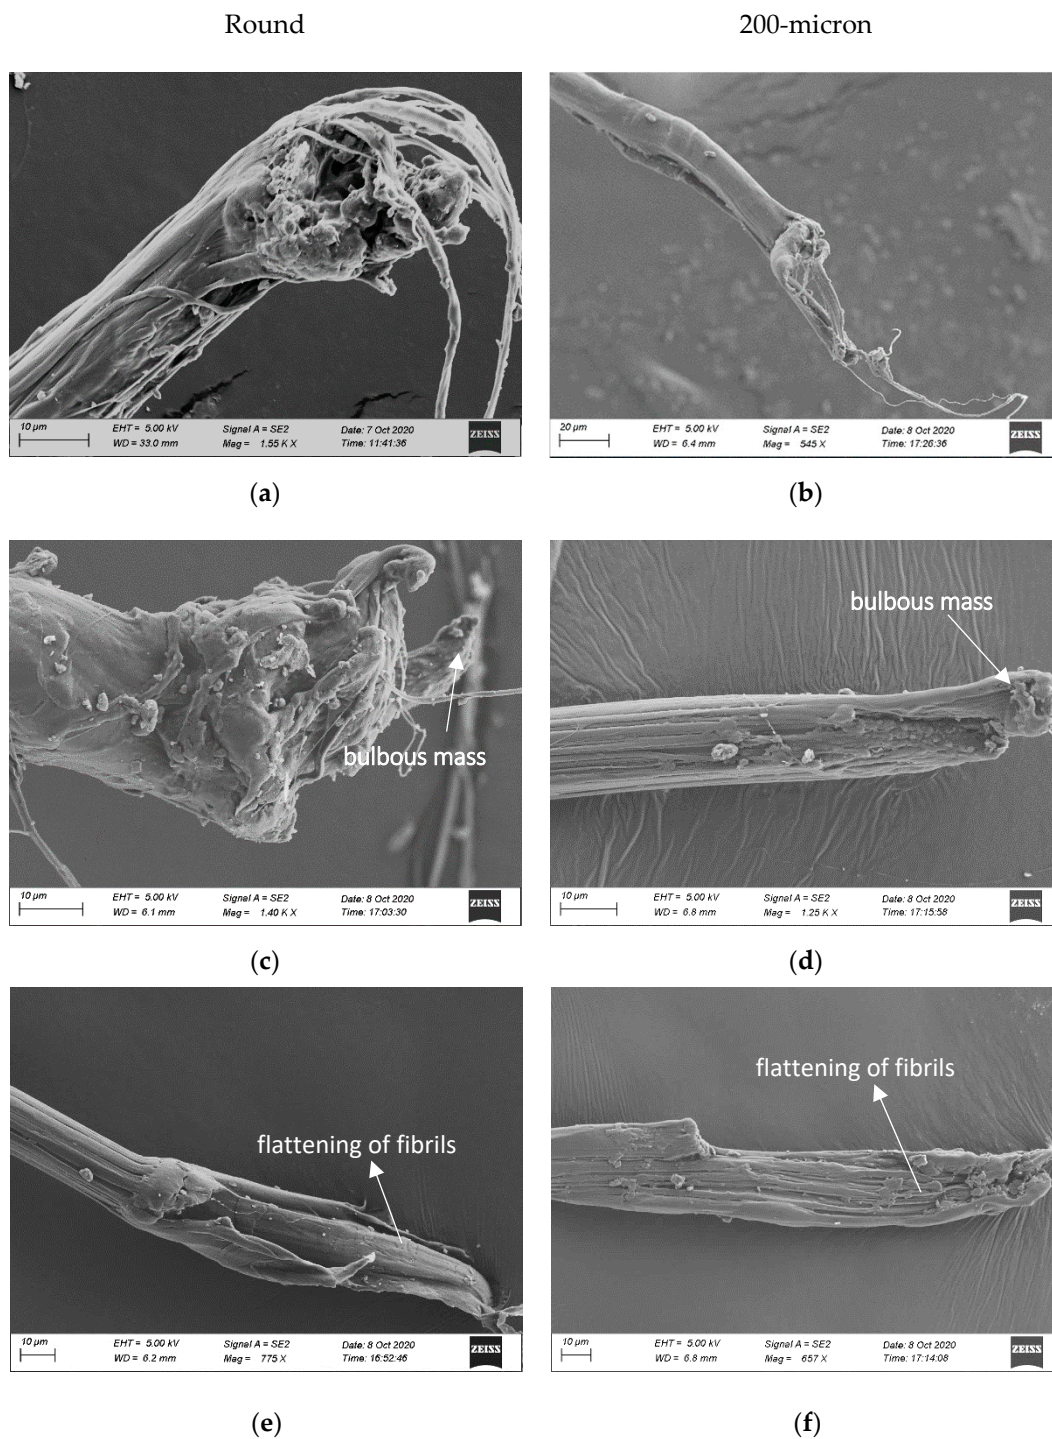 Round
200-micron
10 µm
EHT = 5.00 kV
Signal A = SE2
Date: 7 Oct 2020
WD = 33.0 mm
Mag = 1.55 K X
Time: 11:41:36
ZEISS
20 µm
EHT = 5.00 kV
Signal A = SE2
Date: 8 Oct 2020
WD = 6.4 mm
Mag = 545 X
Time: 17:26:36
ZEISS
(a)
(b)
bulbous mass
bulbous mass
10 µm
EHT = 5.00 kV
Signal A = SE2
Date: 8 Oct 2020
WD = 6.1 mm
Mag = 1.40 K X
Time: 17:03:30
ZEISS
10 µm
EHT = 5.00 kV
Signal A = SE2
Date: 8 Oct 2020
WD = 6.8 mm
Mag = 1.25 K X
Time: 17:15:58
ZEISS
(c)
(d)
flattening of fibrils
flattening of fibrils
10 µm
EHT = 5.00 kV
Signal A = SE2
Date: 8 Oct 2020
WD = 6.2 mm
Mag = 775 X
Time: 16:52:46
ZEISS
10 µm
EHT = 5.00 kV
Signal A = SE2
Date: 8 Oct 2020
WD = 6.8 mm
Mag = 657 X
Time: 17:14:08
ZEISS
(e)
(f)